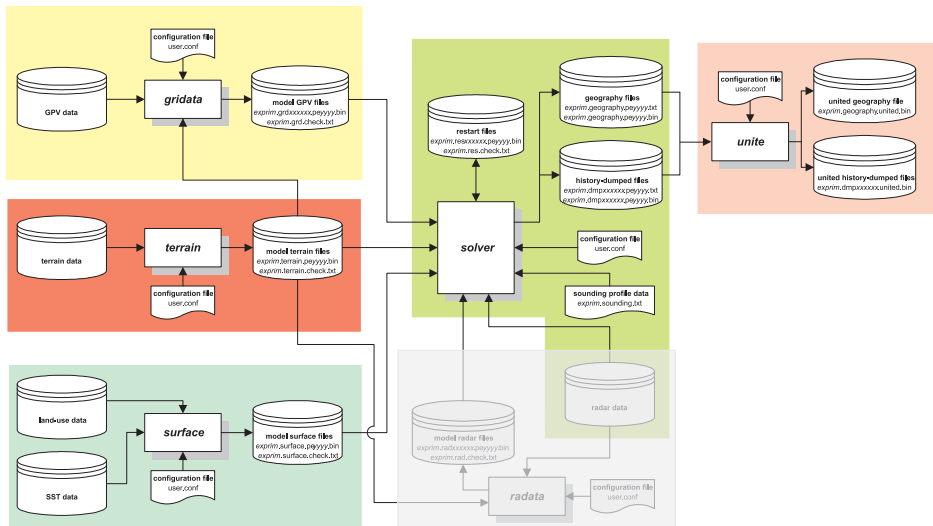 configuration file
user.conf
GPV data
gridata
model GPV files
exprim.grdxxxxxx.peyyyy.bin
exprim.grd.check.txt
terrain data
terrain
model terrain files
exprim.terrain.peyyyy.bin
exprim.terrain.check.txt
configuration file
user.conf
land-use data
surface
model surface files
exprim.surface.peyyyy.bin
exprim.surface.check.txt
SST data
configuration file
user.conf
restart files
exprim.resxxxxxx.peyyyy.bin
exprim.res.check.txt
geography files
exprim.geography.peyyyy.txt
exprim.geography.peyyyy.bin
history-dumped files
exprim.dmpxxxxxx.peyyyy.txt
exprim.dmpxxxxxx.peyyyy.bin
solver
configuration file
user.conf
sounding profile data
exprim.sounding.txt
radar data
model radar files
exprim.radxxxxxx.peyyyy.bin
exprim.rad.check.txt
radata
configuration file
user.conf
configuration file
user.conf
unite
united geography file
exprim.geography.united.bin
united history-dumped files
exprim.dmpxxxxxx.united.bin